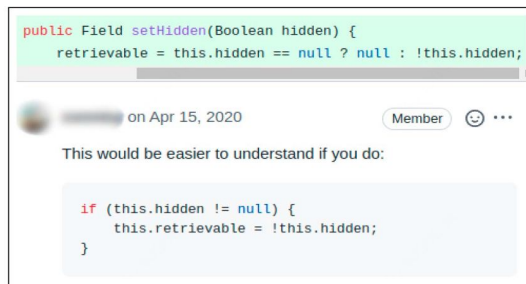 public Field setHidden(Boolean hidden) {
retrievable = this.hidden == null ? null : !this.hidden;
on Apr 15, 2020
Member
This would be easier to understand if you do:
if (this.hidden != null) {
this.retrievable = !this.hidden;
}